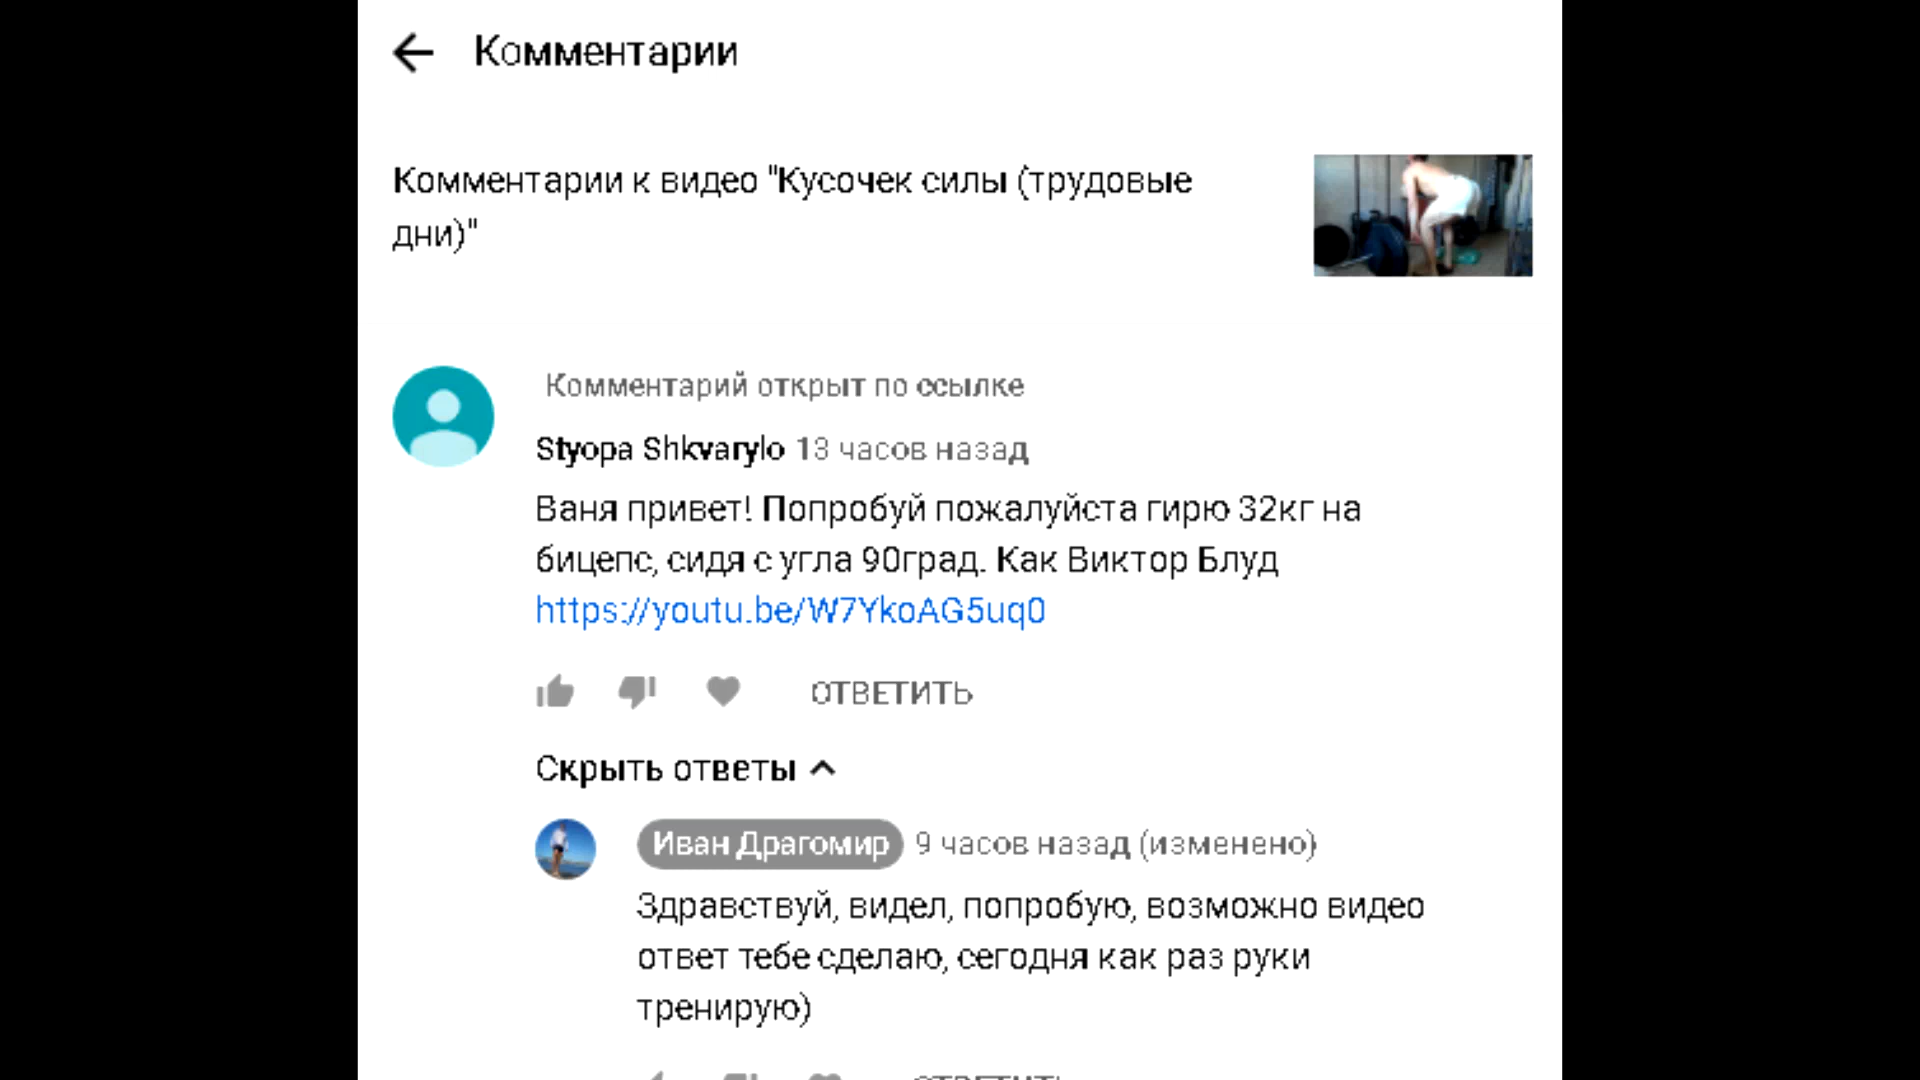 Комментарии
Комментарии к видео "Кусочек силы (трудовые
дни)"
Комментарий открыт по ссылке
Styopa Shkvarylo 13 часов назад
Ваня привет! Попробуй пожалуйста гирю 32кг на
бицепс, сидя с угла 90град. Как Виктор Блуд
https://youtu.be/W7YkoAG5uq0
ОТВЕТИТЬ
Скрыть ответы
Иван Драгомир 9 часов назад (изменено)
Здравствуй, видел, попробую, возможно видео
ответ тебе сделаю, сегодня как раз руки
тренирую)
ОТВЕТИТЬ